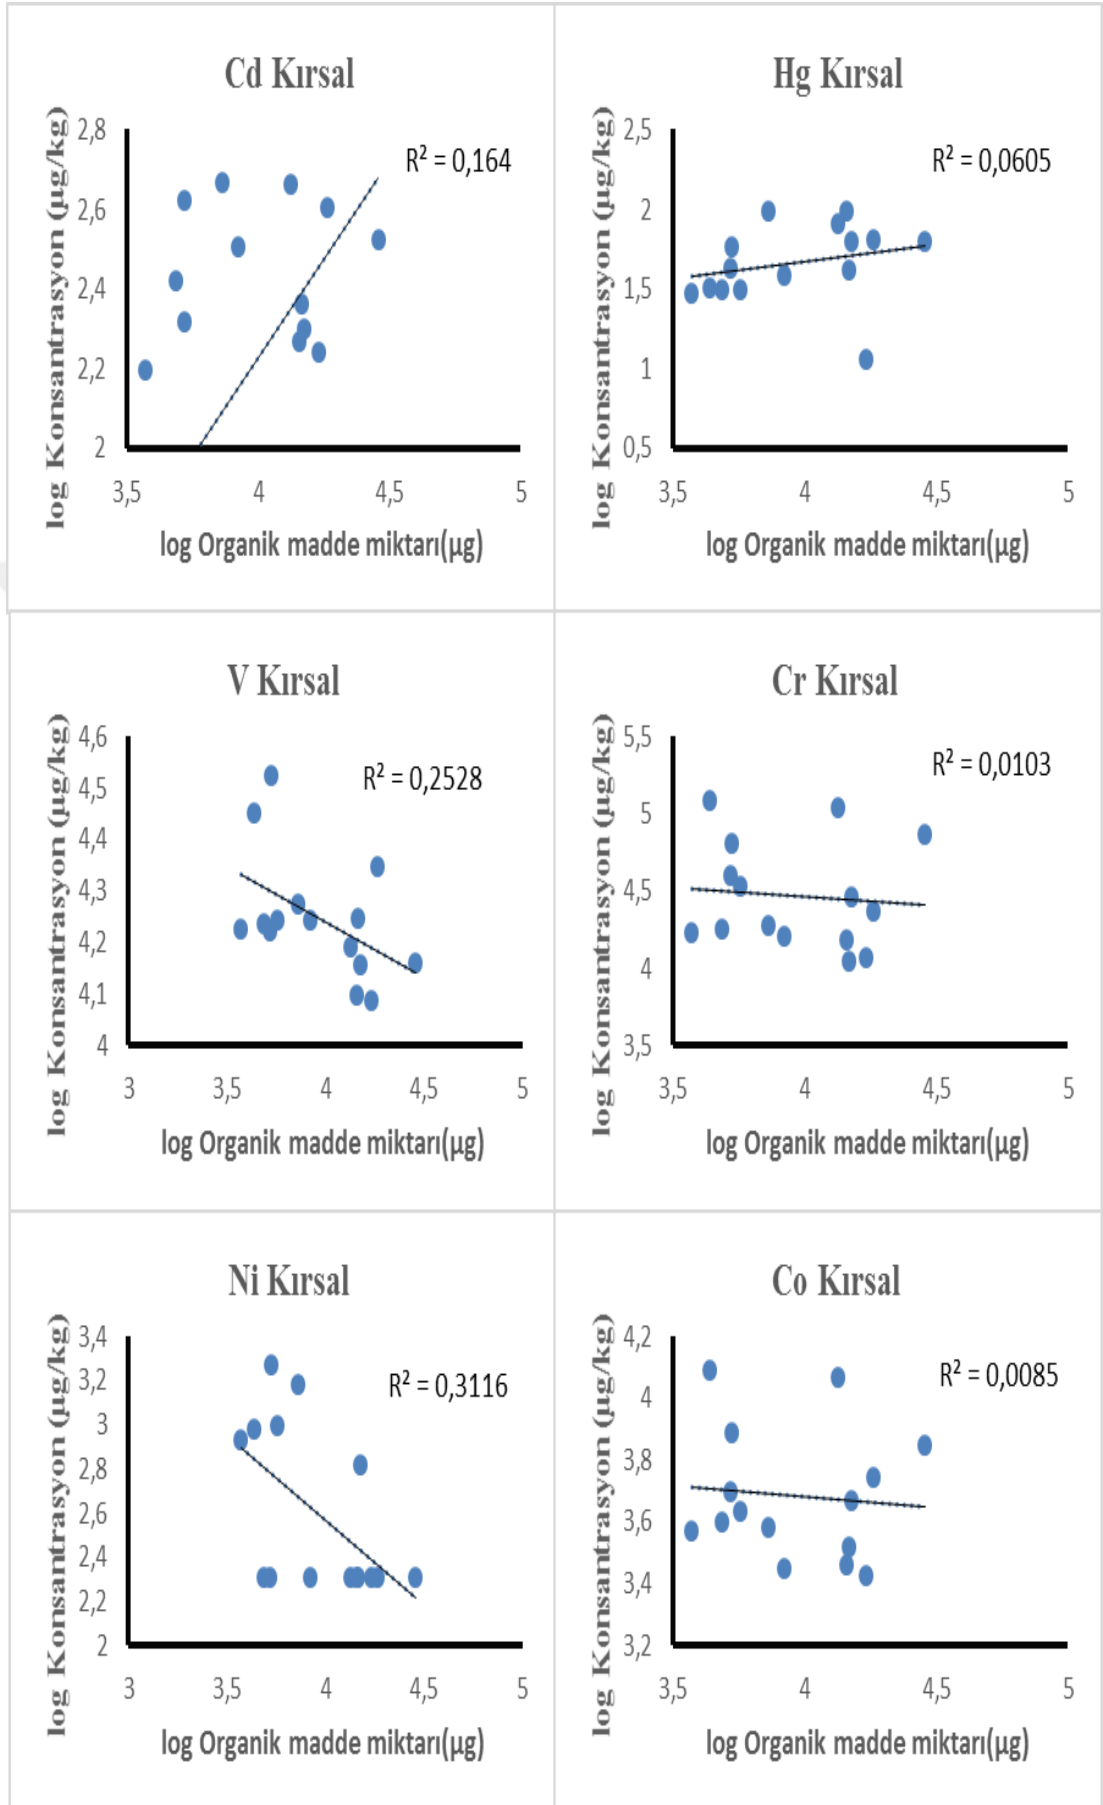 Cd Kırsal
R² = 0,164
log Konsantrasyon (µg/kg)
2,8
2,6
2,4
2,2
2
3,5 4 4,5 5
log Organik madde miktarı(µg)
Hg Kırsal
R² = 0,0605
log Konsantrasyon (µg/kg)
2,5
2
1,5
1
0,5
3,5 4 4,5 5
log Organik madde miktarı(µg)
V Kırsal
R² = 0,2528
log Konsantrasyon (µg/kg)
4,6
4,5
4,4
4,3
4,2
4,1
4
3 3,5 4 4,5 5
log Organik madde miktarı(µg)
Cr Kırsal
R² = 0,0103
log Konsantrasyon (µg/kg)
5,5
5
4,5
4
3,5
3,5 4 4,5 5
log Organik madde miktarı(µg)
Ni Kırsal
R² = 0,3116
log Konsantrasyon (µg/kg)
3,4
3,2
3
2,8
2,6
2,4
2,2
2
3 3,5 4 4,5 5
log Organik madde miktarı(µg)
Co Kırsal
R² = 0,0085
log Konsantrasyon (µg/kg)
4,2
4
3,8
3,6
3,4
3,2
3,5 4 4,5 5
log Organik madde miktarı(µg)